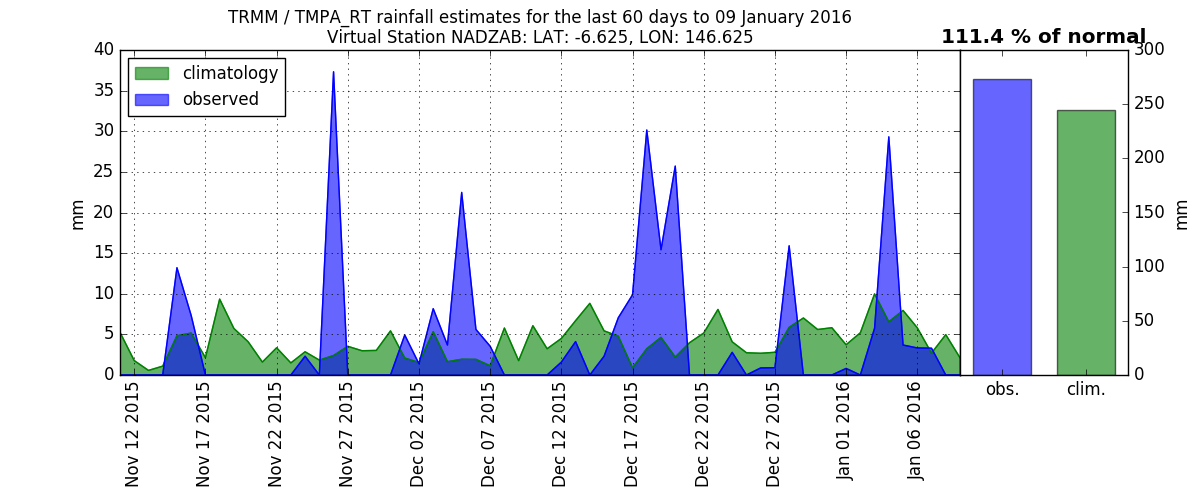 TRMM / TMPA_RT rainfall estimates for the last 60 days to 09 January 2016
Virtual Station NADZAB: LAT: -6.625, LON: 146.625
111.4 % of normal
climatology
observed
mm
40
35
30
25
20
15
10
5
0
Nov 12 2015
Nov 17 2015
Nov 22 2015
Nov 27 2015
Dec 02 2015
Dec 07 2015
Dec 12 2015
Dec 17 2015
Dec 22 2015
Dec 27 2015
Jan 01 2016
Jan 06 2016
obs.
clim.
300
250
200
150
100
50
0
mm